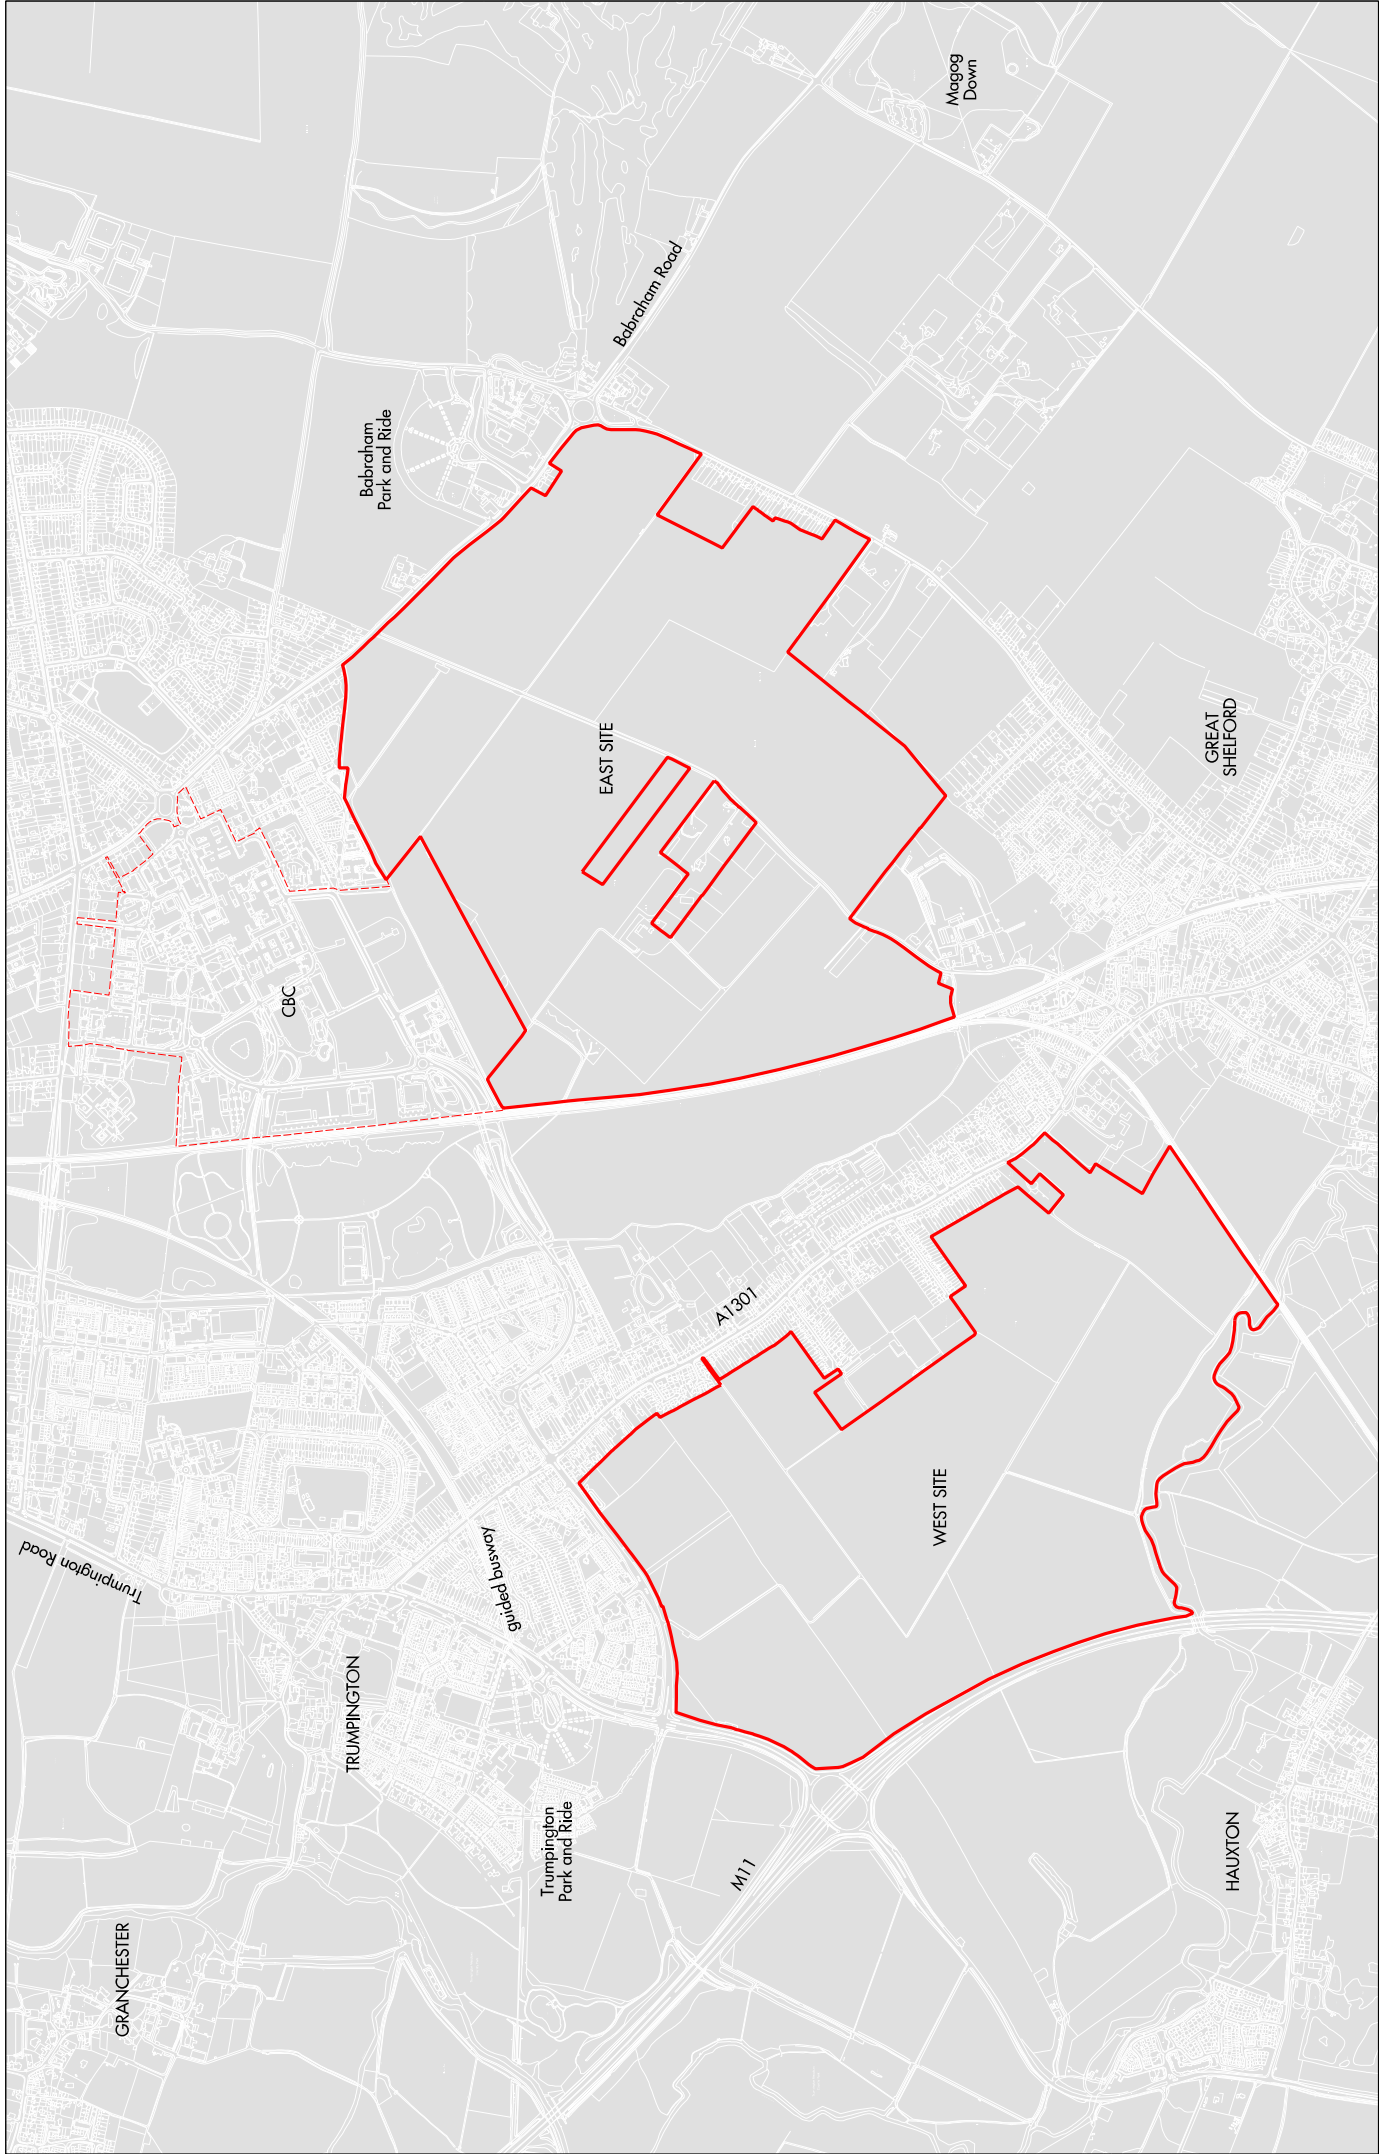 Trumpington Road
GRANCHESTER
TRUMPINGTON
guided busway
Trumpington
Park and Ride
M11
HAUXTON
WEST SITE
A1301
CBC
EAST SITE
GREAT
SHELFORD
Babraham
Park and Ride
Babraham Road
Magog
Down